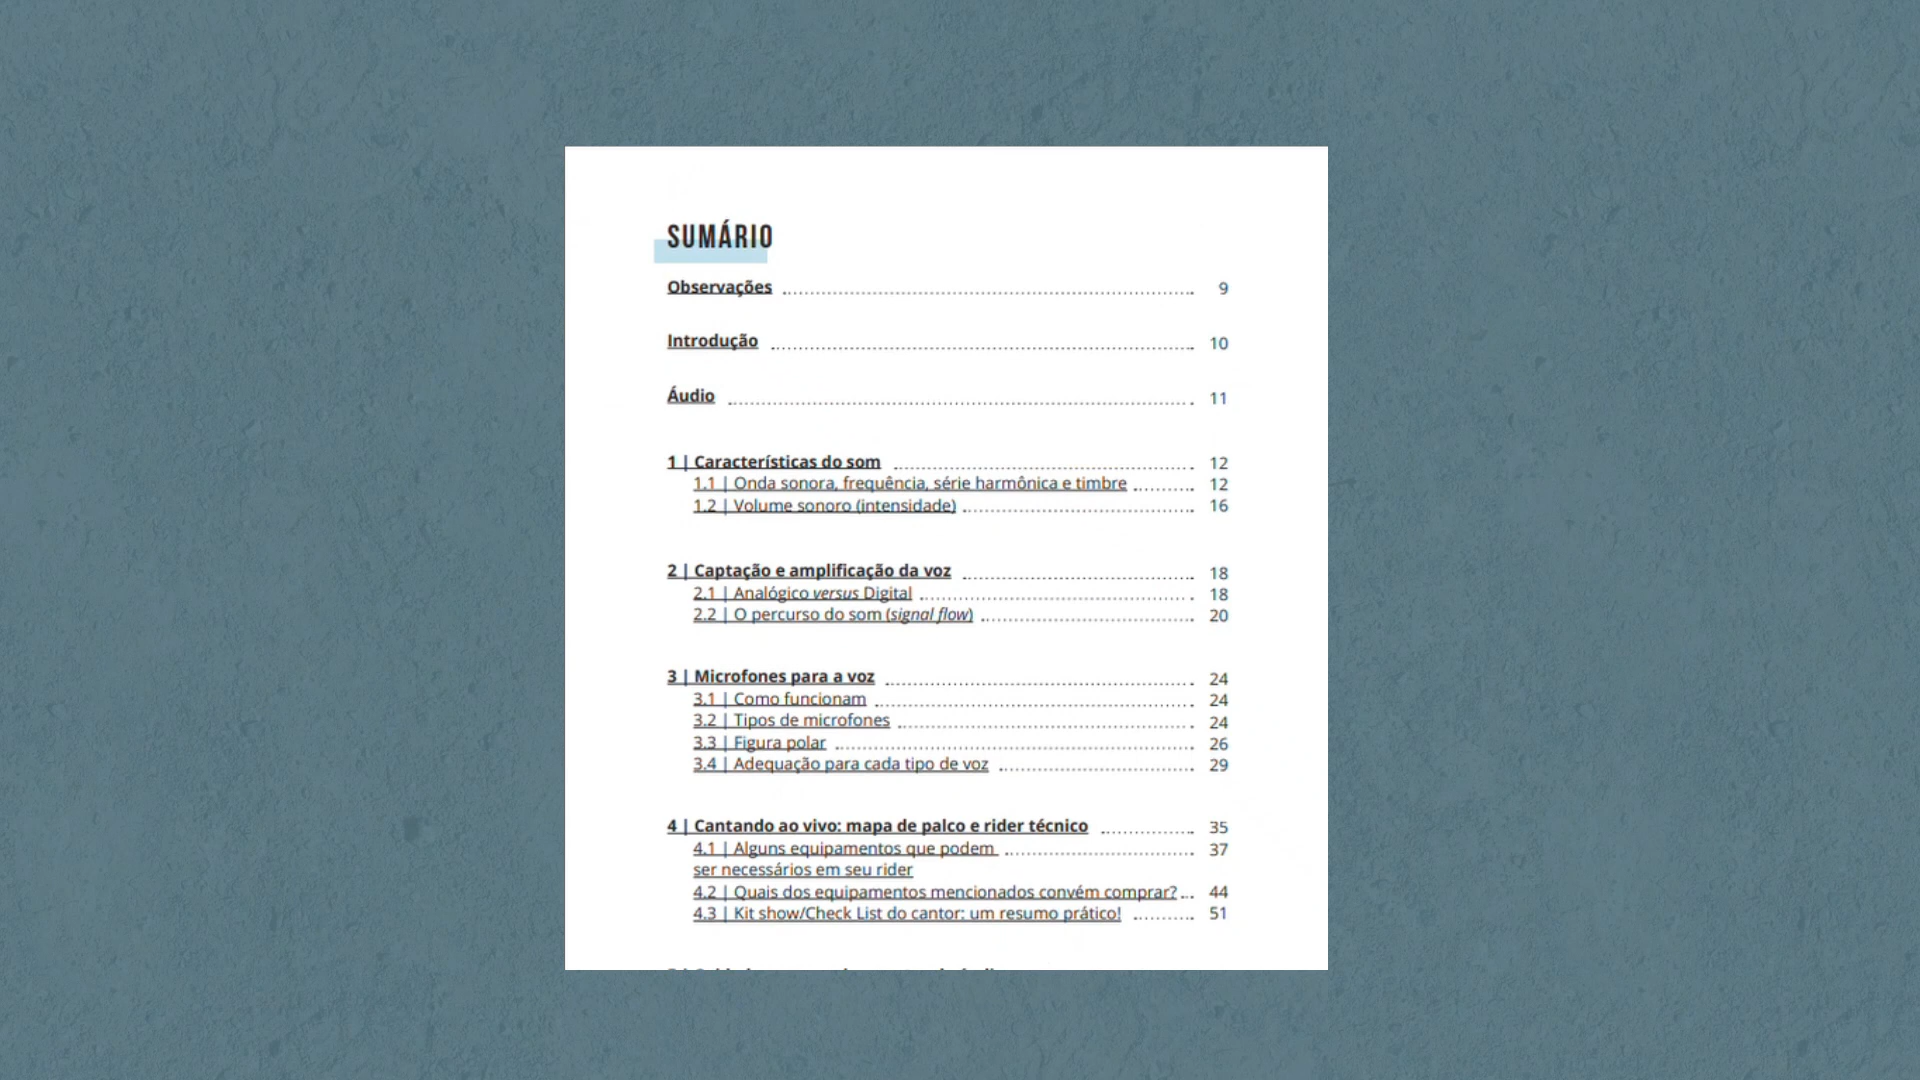 SUMÁRIO
Observações 9
Introdução 10
Áudio 11
1 | Características do som 12
1.1 | Onda sonora, frequência, série harmônica e timbre 12
1.2 | Volume sonoro (intensidade) 16
2 | Captação e amplificação da voz 18
2.1 | Analógico versus Digital 18
2.2 | O percurso do som (signal flow) 20
3 | Microfones para a voz 24
3.1 | Como funcionam 24
3.2 | Tipos de microfones 24
3.3 | Figura polar 26
3.4 | Adequação para cada tipo de voz 29
4 | Cantando ao vivo: mapa de palco e rider técnico 35
4.1 | Alguns equipamentos que podem 37
ser necessários em seu rider
4.2 | Quais dos equipamentos mencionados convém comprar? 44
4.3 | Kit show/Check List do cantor: um resumo prático! 51